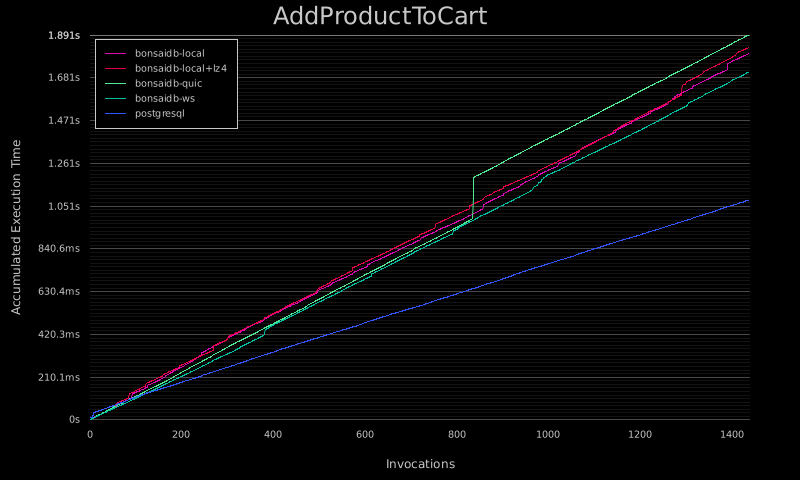 AddProductToCart
1.891s
1.681s
1.471s
1.261s
1.051s
840.6ms
630.4ms
420.3ms
210.1ms
0s
Accumulated Execution Time
bonsaidb-local
bonsaidb-local+lz4
bonsaidb-quic
bonsaidb-ws
postgresql
0 200 400 600 800 1000 1200 1400
Invocations